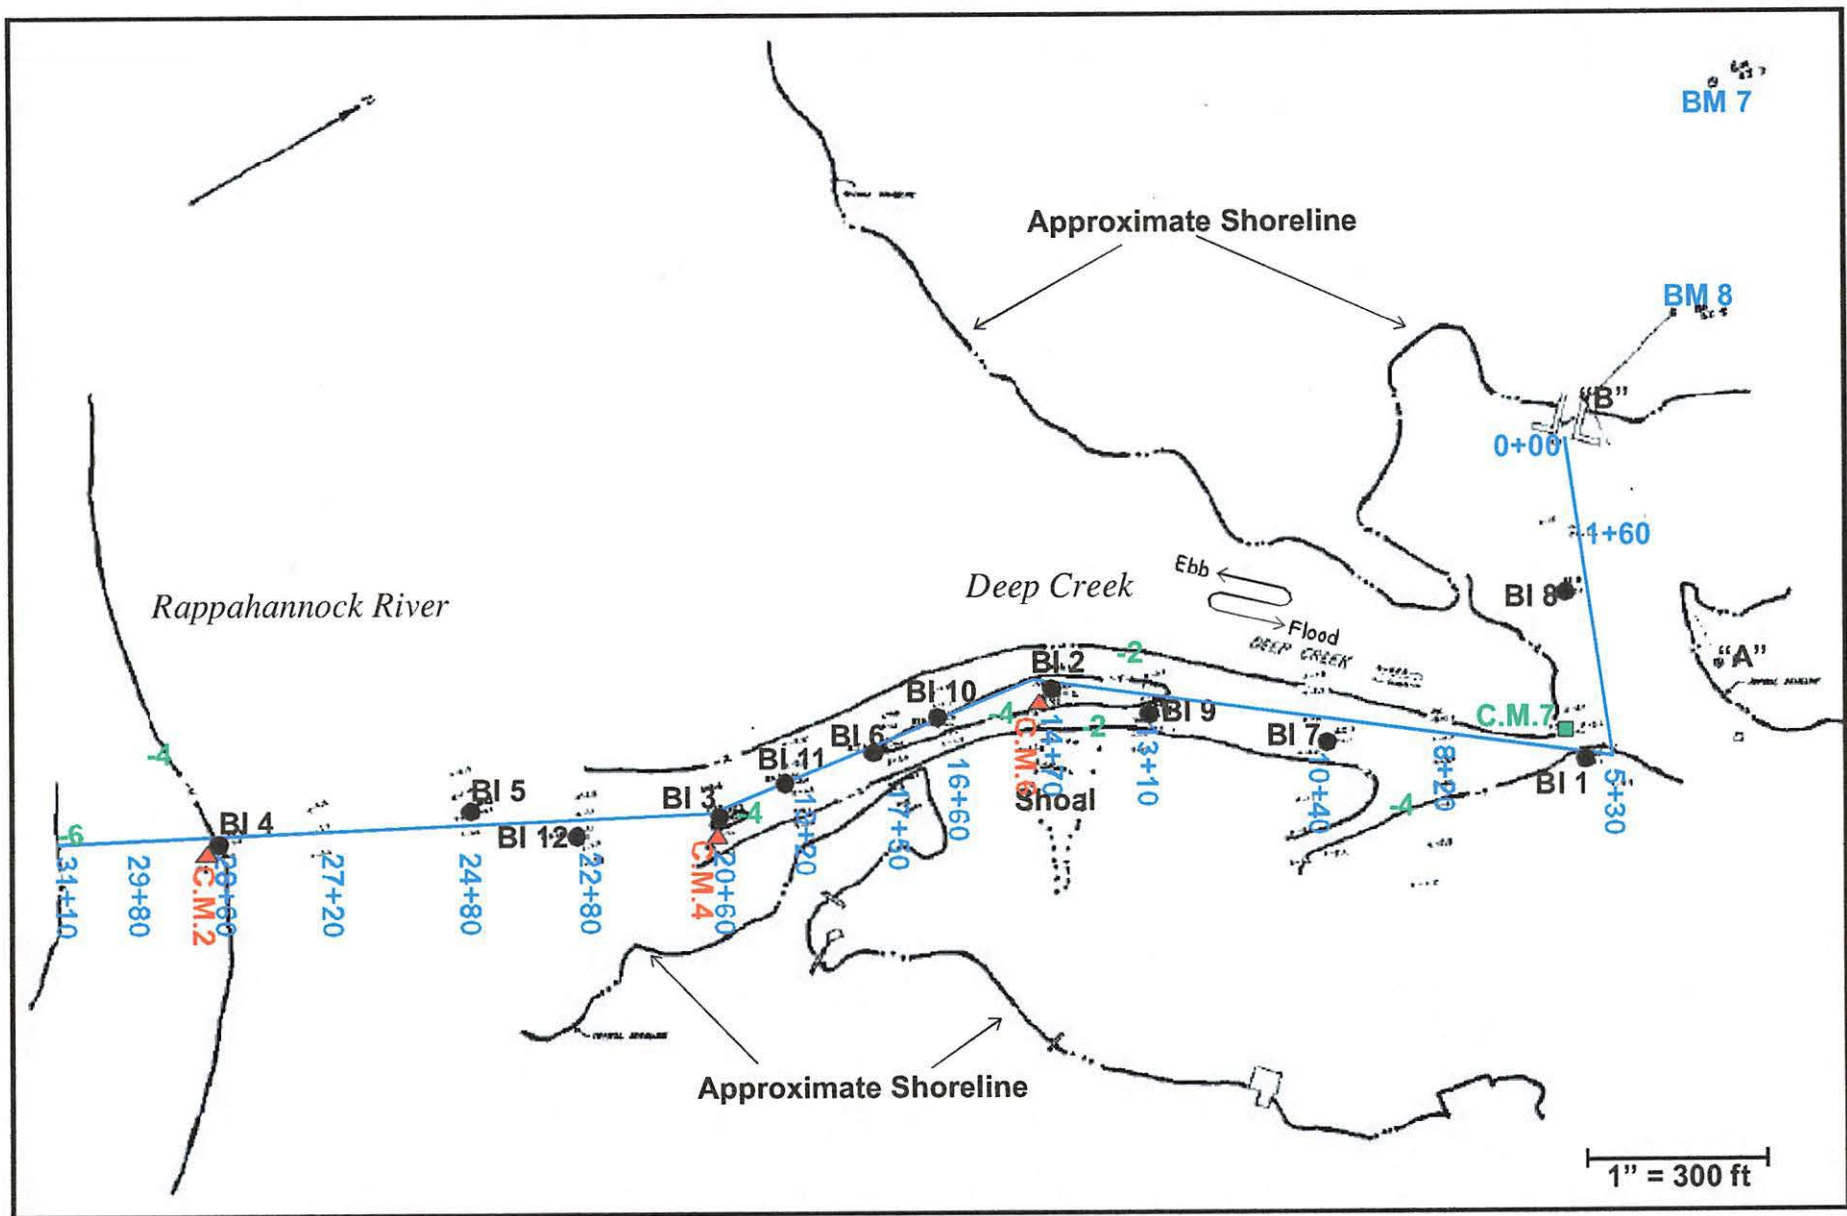 BM 7
Approximate Shoreline
BM 8
“B”
0+00
1+60
Ebb
Deep Creek
BI 8
Rappahannock River
Flood
DEEP CREEK
-2
“A”
BI 2
BI 10
-4
BI 9
C.M.7
-2
BI 6
BI 7
-4
BI 11
BI 1
BI 5
BI 3
Shoal
-4
-4
BI 4
BI 12
-6
31+10
29+80
C.M.2
28+60
27+20
24+80
22+80
C.M.4
20+60
19+20
17+50
16+60
C.M.6
14+70
13+10
10+40
8+20
5+30
Approximate Shoreline
1” = 300 ft